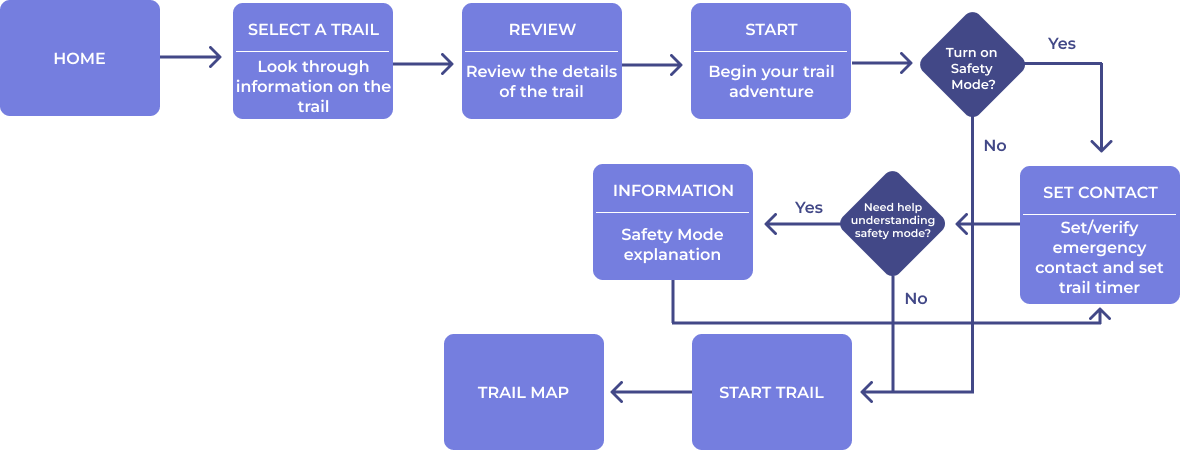 HOME
SELECT A TRAIL
Look through
information on the
trail
REVIEW
Review the details
of the trail
START
Begin your trail
adventure
Turn on
Safety
Mode?
Yes
No
INFORMATION
Safety Mode
explanation
Yes
Need help
understanding
safety mode?
No
SET CONTACT
Set/verify
emergency
contact and set
trail timer
TRAIL MAP
START TRAIL